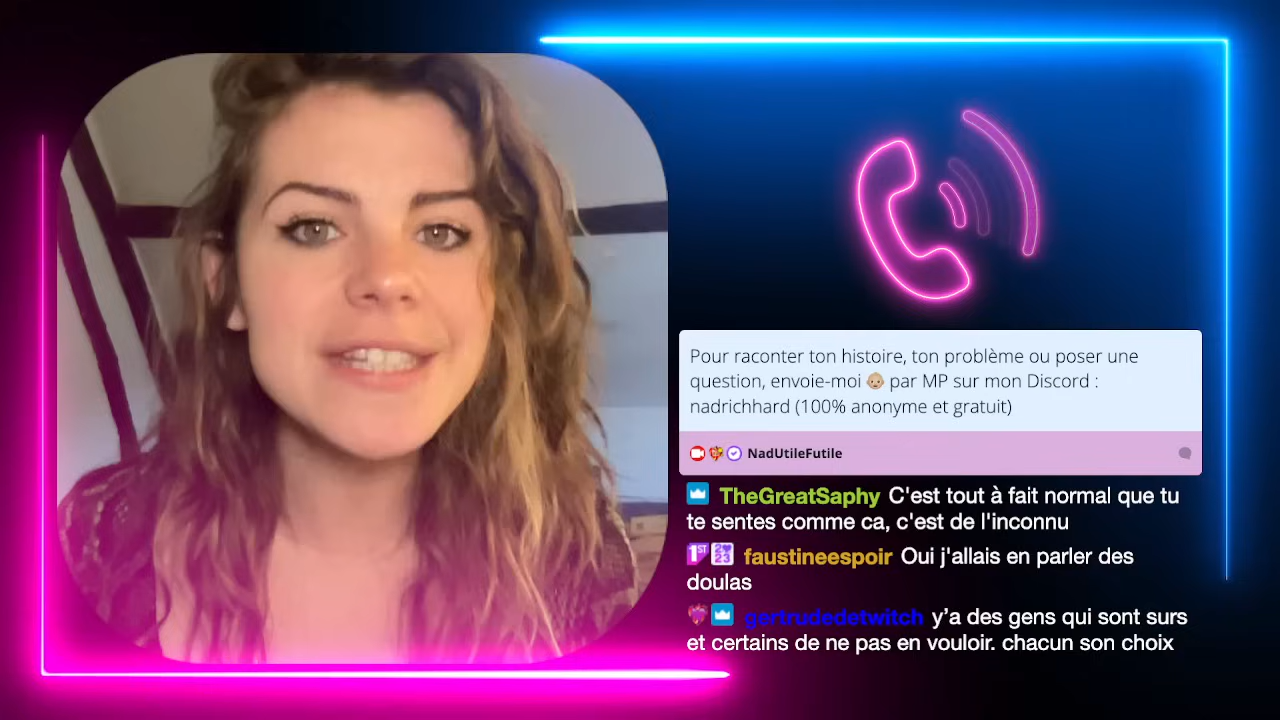 Pour raconter ton histoire, ton problème ou poser une
question, envoie-moi 👶🏼 par MP sur mon Discord :
nadrichhard (100% anonyme et gratuit)
NadUtileFutile
TheGreatSaphy C'est tout à fait normal que tu
te sentes comme ca, c'est de l'inconnu
1ST 2023 faustineespoir Oui j'allais en parler des
doulas
gertrudedetwitch y’a des gens qui sont surs
et certains de ne pas en vouloir. chacun son choix